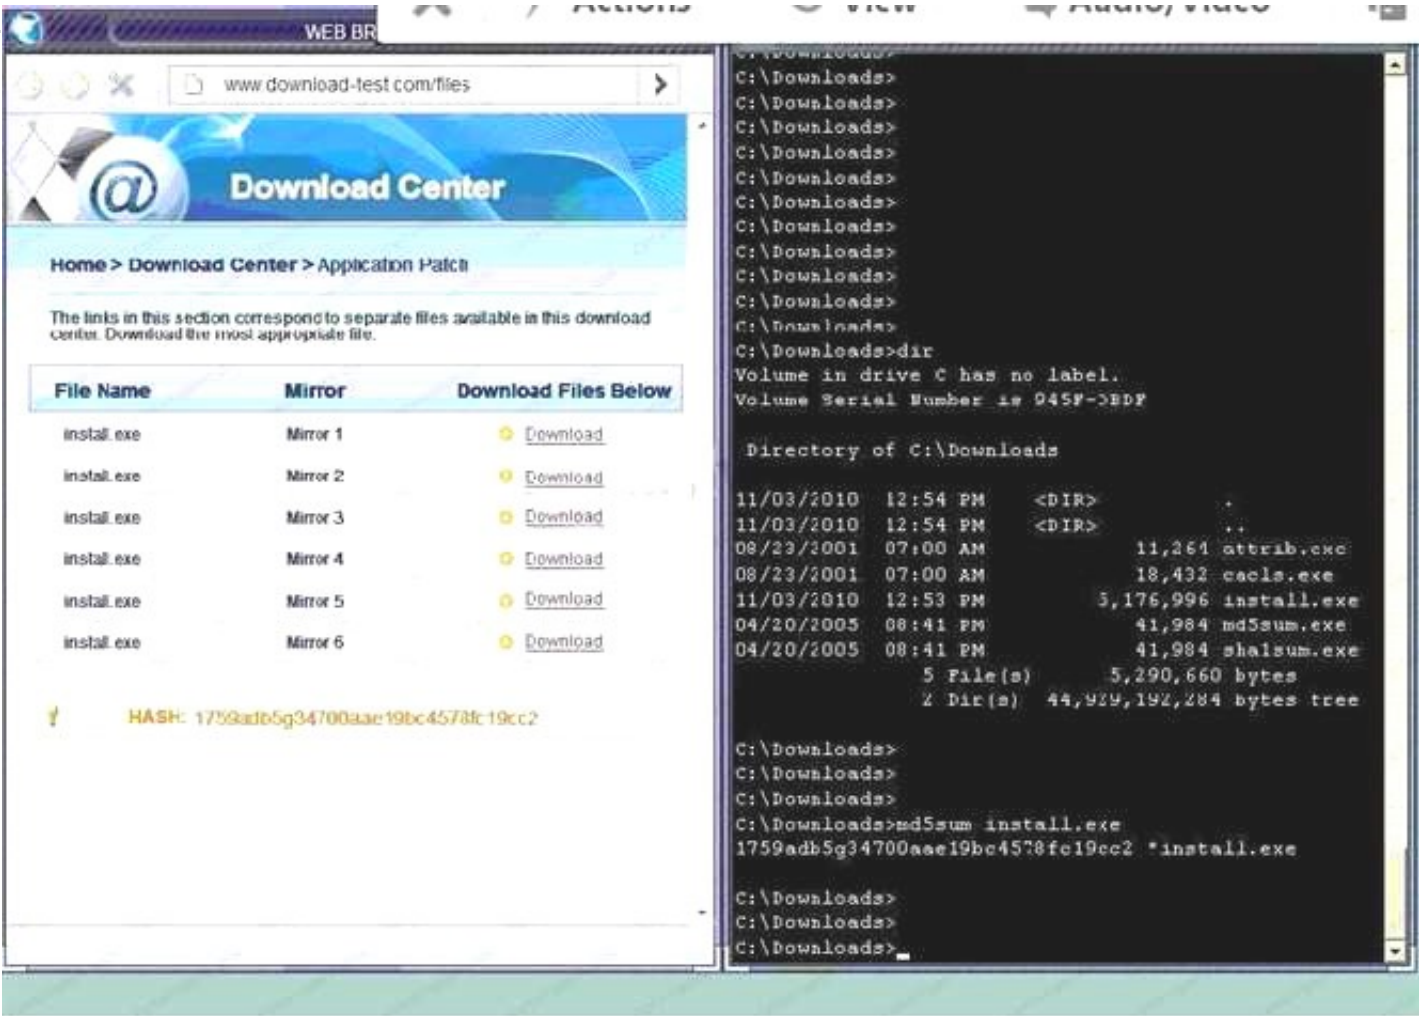 Actions
View
Audio/Video
WEB BR
www.download-test.com/files
@
Download Center
Home > Download Center > Application Patch
The links in this section correspond to separate files available in this download
center. Download the most appropriate file.
File Name Mirror Download Files Below
install.exe Mirror 1 Download
install.exe Mirror 2 Download
install.exe Mirror 3 Download
install.exe Mirror 4 Download
install.exe Mirror 5 Download
install.exe Mirror 6 Download
HASH: 1759adb5g34700aae19bc4578fc19cc2
C:\Downloads>
C:\Downloads>
C:\Downloads>
C:\Downloads>
C:\Downloads>
C:\Downloads>
C:\Downloads>
C:\Downloads>
C:\Downloads>
C:\Downloads>
C:\Downloads>
C:\Downloads>
C:\Downloads>dir
Volume in drive C has no label.
Volume Serial Number is
Directory of C:\Downloads
11/03/2010 12:54 PM <DIR> .
11/03/2010 12:54 PM <DIR> ..
08/23/2001 07:00 AM 11,264 attrib.exe
08/23/2001 07:00 AM 18,432 cacls.exe
11/03/2010 12:53 PM 5,176,996 install.exe
04/20/2005 08:41 PM 41,984 md5sum.exe
04/20/2005 08:41 PM 41,984 sha1sum.exe
5 File(s) 5,290,660 bytes
2 Dir(s) 44,929,192,284 bytes tree
C:\Downloads>
C:\Downloads>
C:\Downloads>
C:\Downloads>md5sum install.exe
1759adb5g34700aae19bc4578fc19cc2 *install.exe
C:\Downloads>
C:\Downloads>
C:\Downloads>_